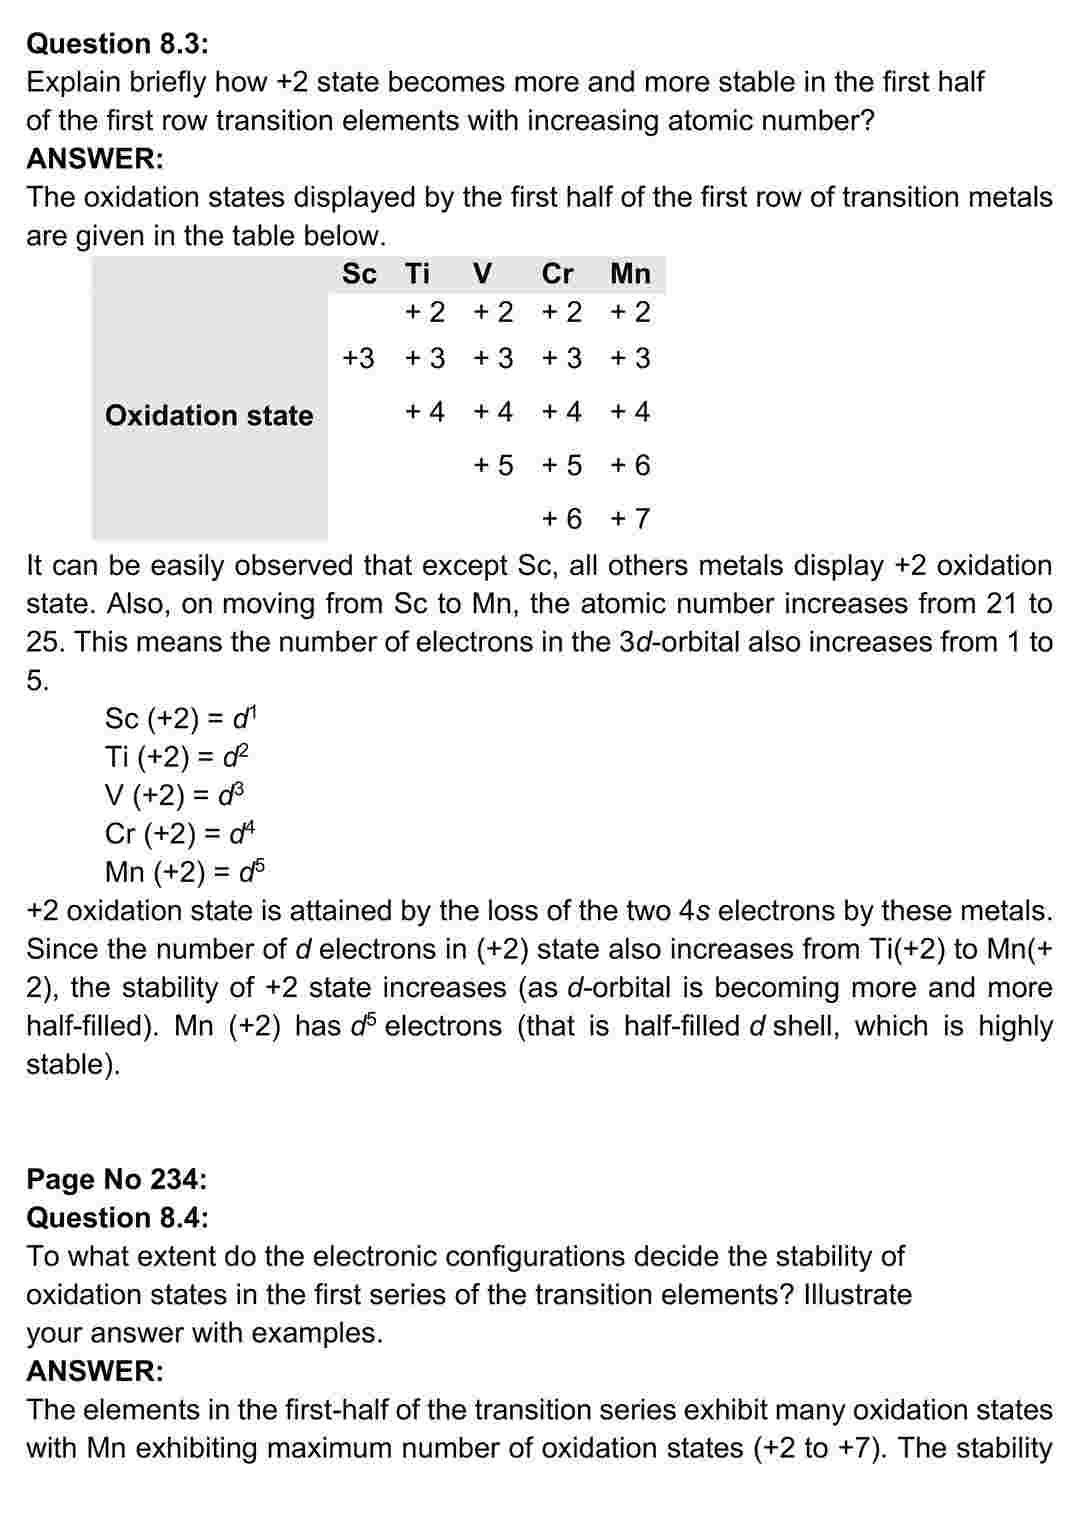 Question 8.3:
Explain briefly how +2 state becomes more and more stable in the first half
of the first row transition elements with increasing atomic number?
ANSWER:
The oxidation states displayed by the first half of the first row of transition metals
are given in the table below.
Sc Ti V Cr Mn
+ 2 + 2 + 2 + 2
+3 + 3 + 3 + 3 + 3
Oxidation state + 4 + 4 + 4 + 4
+ 5 + 5 + 6
+ 6 + 7
It can be easily observed that except Sc, all others metals display +2 oxidation
state. Also, on moving from Sc to Mn, the atomic number increases from 21 to
25. This means the number of electrons in the 3d-orbital also increases from 1 to
5.
Sc (+2) = d¹
Ti (+2) = d²
V (+2) = d³
Cr (+2) = d⁴
Mn (+2) = d⁵
+2 oxidation state is attained by the loss of the two 4s electrons by these metals.
Since the number of d electrons in (+2) state also increases from Ti(+2) to Mn(+
2), the stability of +2 state increases (as d-orbital is becoming more and more
half-filled). Mn (+2) has d⁵ electrons (that is half-filled d shell, which is highly
stable).
Page No 234:
Question 8.4:
To what extent do the electronic configurations decide the stability of
oxidation states in the first series of the transition elements? Illustrate
your answer with examples.
ANSWER:
The elements in the first-half of the transition series exhibit many oxidation states
with Mn exhibiting maximum number of oxidation states (+2 to +7). The stability